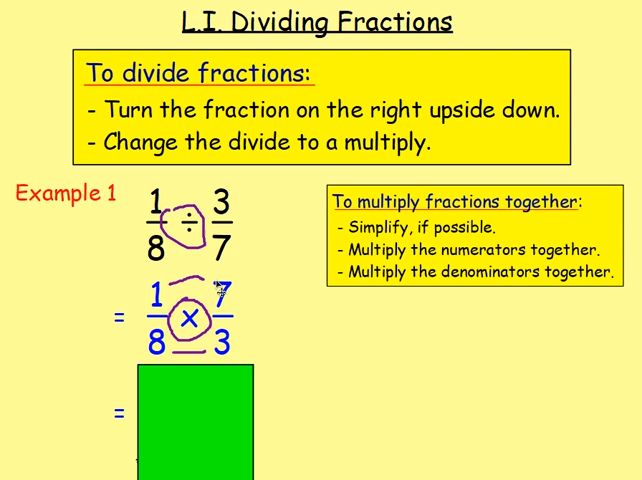 L.I. Dividing Fractions
To divide fractions:
- Turn the fraction on the right upside down.
- Change the divide to a multiply.
Example 1
1/8 ÷ 3/7
= 1/8 × 7/3
=
To multiply fractions together:
- Simplify, if possible.
- Multiply the numerators together.
- Multiply the denominators together.